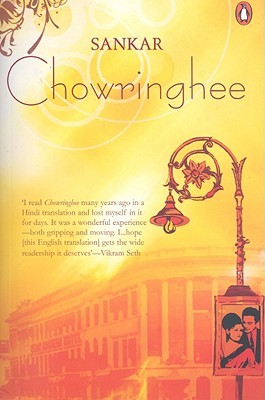 SANKAR
Chowringhee
'I read Chowringhee many years ago in a
Hindi translation and lost myself in it
for days. It was a wonderful experience
—both gripping and moving. I...hope
[this English translation] gets the wide
readership it deserves'—Vikram Seth